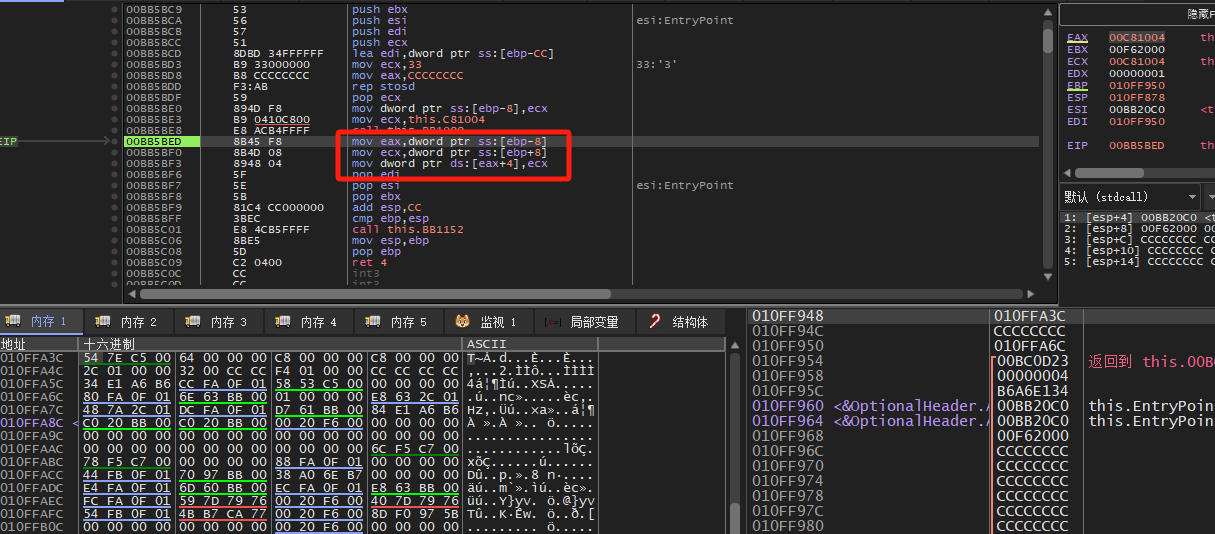 00BB5BC9 53 push ebx
00BB5BCA 56 push esi esi:EntryPoint
00BB5BCB 57 push edi
00BB5BCC 51 push ecx
00BB5BCD 8DBD 34FFFFFF lea edi,dword ptr ss:[ebp-CC]
00BB5BD3 B9 33000000 mov ecx,33 33:'3'
00BB5BD8 B8 CCCCCCCC mov eax,CCCCCCCC
00BB5BDD F3:AB rep stosd
00BB5BDF 59 pop ecx
00BB5BE0 894D F8 mov dword ptr ss:[ebp-8],ecx
00BB5BE3 B9 0410C800 mov ecx,this.C81004
00BB5BE8 E8 ACB4FFFF
EIP 00BB5BED 8B45 F8 mov eax,dword ptr ss:[ebp-8]
00BB5BF0 8B4D 08 mov ecx,dword ptr ss:[ebp+8]
00BB5BF3 8948 04 mov dword ptr ds:[eax+4],ecx
00BB5BF6 5F pop edi
00BB5BF7 5E pop esi esi:EntryPoint
00BB5BF8 5B pop ebx
00BB5BF9 81C4 CC000000 add esp,CC
00BB5BFF 3BEC cmp ebp,esp
00BB5C01 E8 4CB5FFFF call this.BB1152
00BB5C06 8BE5 mov esp,ebp
00BB5C08 5D pop ebp
00BB5C09 C2 0400 ret 4
00BB5C0C CC int3
00BB5C0D CC int3
隐藏F
EAX 00C81004 th
EBX 00F62000
ECX 00C81004 th
EDX 00000001
EBP 010FF950
ESP 010FF878
ESI 00BB20C0 <t
EDI 010FF950
EIP 00BB5BED th
默认 (stdcall)
1: [esp+4] 00BB20C0 <t
2: [esp+8] 00F62000 00
3: [esp+C] CCCCCCCC CC
4: [esp+10] CCCCCCCC C
5: [esp+14] CCCCCCCC C
内存 1 内存 2 内存 3 内存 4 内存 5 监视 1 局部变量 结构体
地址 十六进制 ASCII
010FFA3C 54 7E C5 00 64 00 00 00 C8 00 00 00 C8 00 00 00 T~Å.d...È...È...
010FFA4C 2C 01 00 00 32 00 CC CC F4 01 00 00 CC CC CC CC ,...2.ÌÌô...ÌÌÌÌ
010FFA5C 34 E1 A6 B6 CC FA 0F 01 58 53 C5 00 00 00 00 00 4á¦¶Ìú..XSÅ.....
010FFA6C 80 FA 0F 01 6E 63 BB 00 01 00 00 00 E8 63 2C 01 .ú..nc».....èc,.
010FFA7C 48 7A 2C 01 DC FA 0F 01 D7 61 BB 00 84 E1 A6 B6 Hz,.Üú..×a»..á¦¶
010FFA8C < C0 20 BB 00 C0 20 BB 00 00 20 F6 00 00 00 00 00 À ».À ».. ö.....
010FFA9C 00 00 00 00 00 00 00 00 00 00 00 00 00 00 00 00 ................
010FFAAC 00 00 00 00 00 00 00 00 00 00 00 00 6C F5 C7 00 ............lõÇ.
010FFABC 78 F5 C7 00 00 00 00 00 88 FA 0F 01 00 00 00 00 xõÇ......ú......
010FFACC 44 FB 0F 01 70 97 BB 00 38 A0 6E B7 00 00 00 00 Dû..p.».8 n·....
010FFADC E4 FA 0F 01 6D 60 BB 00 EC FA 0F 01 E8 63 BB 00 äú..m`».ìú..èc».
010FFAEC FC FA 0F 01 59 7D 79 76 00 20 F6 00 40 7D 79 76 üú..Y}yv. ö.@}yv
010FFAFC 54 FB 0F 01 4B B7 CA 77 00 20 F6 00 8D F0 97 5B Tû..K·Êw. ö..ð.[
010FFB0C 00 00 00 00 00 00 00 00 00 20 F6 00 00 00 00 00 ......... ö.....
010FF948 010FFA3C
010FF94C CCCCCCCC
010FF950 010FFA6C
010FF954 00BC0D23 返回到 this.00BC
010FF958 00000004
010FF95C B6A6E134
010FF960 <&OptionalHeader.A 00BB20C0 this.EntryPoin
010FF964 <&OptionalHeader.A 00BB20C0 this.EntryPoin
010FF968 00F62000
010FF96C CCCCCCCC
010FF970 CCCCCCCC
010FF974 CCCCCCCC
010FF978 CCCCCCCC
010FF97C CCCCCCCC
010FF980 CCCCCCCC